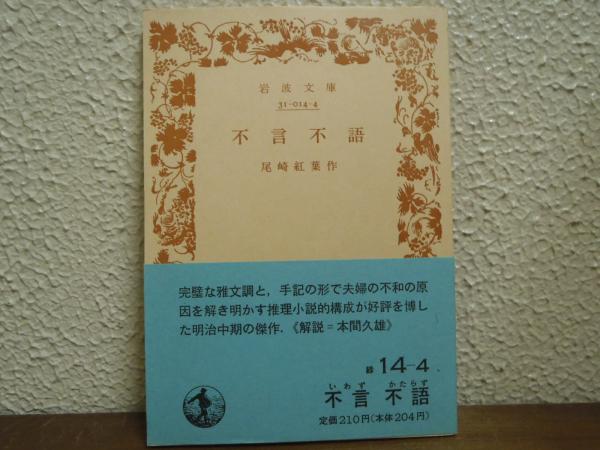 岩波文庫
31-014-4
不言不語
尾崎紅葉作
完璧な雅文調と，手記の形で夫婦の不和の原
因を解き明かす推理小説的構成が好評を博し
た明治中期の傑作．《解説＝本間久雄》
緑 14-4
いわず かたらず
不言 不語
定価210円（本体204円）